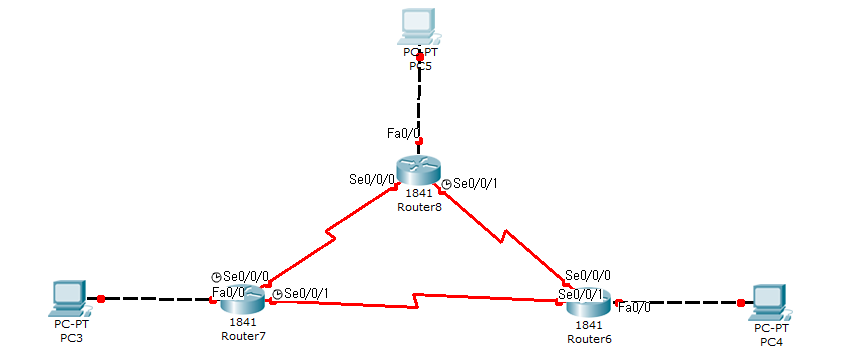 PC-PT
PC5
Fa0/0
Se0/0/0
Se0/0/1
1841
Router8
Se0/0/0
Fa0/0
Se0/0/1
1841
Router7
PC-PT
PC3
Se0/0/0
Se0/0/1
Fa0/0
1841
Router6
PC-PT
PC4